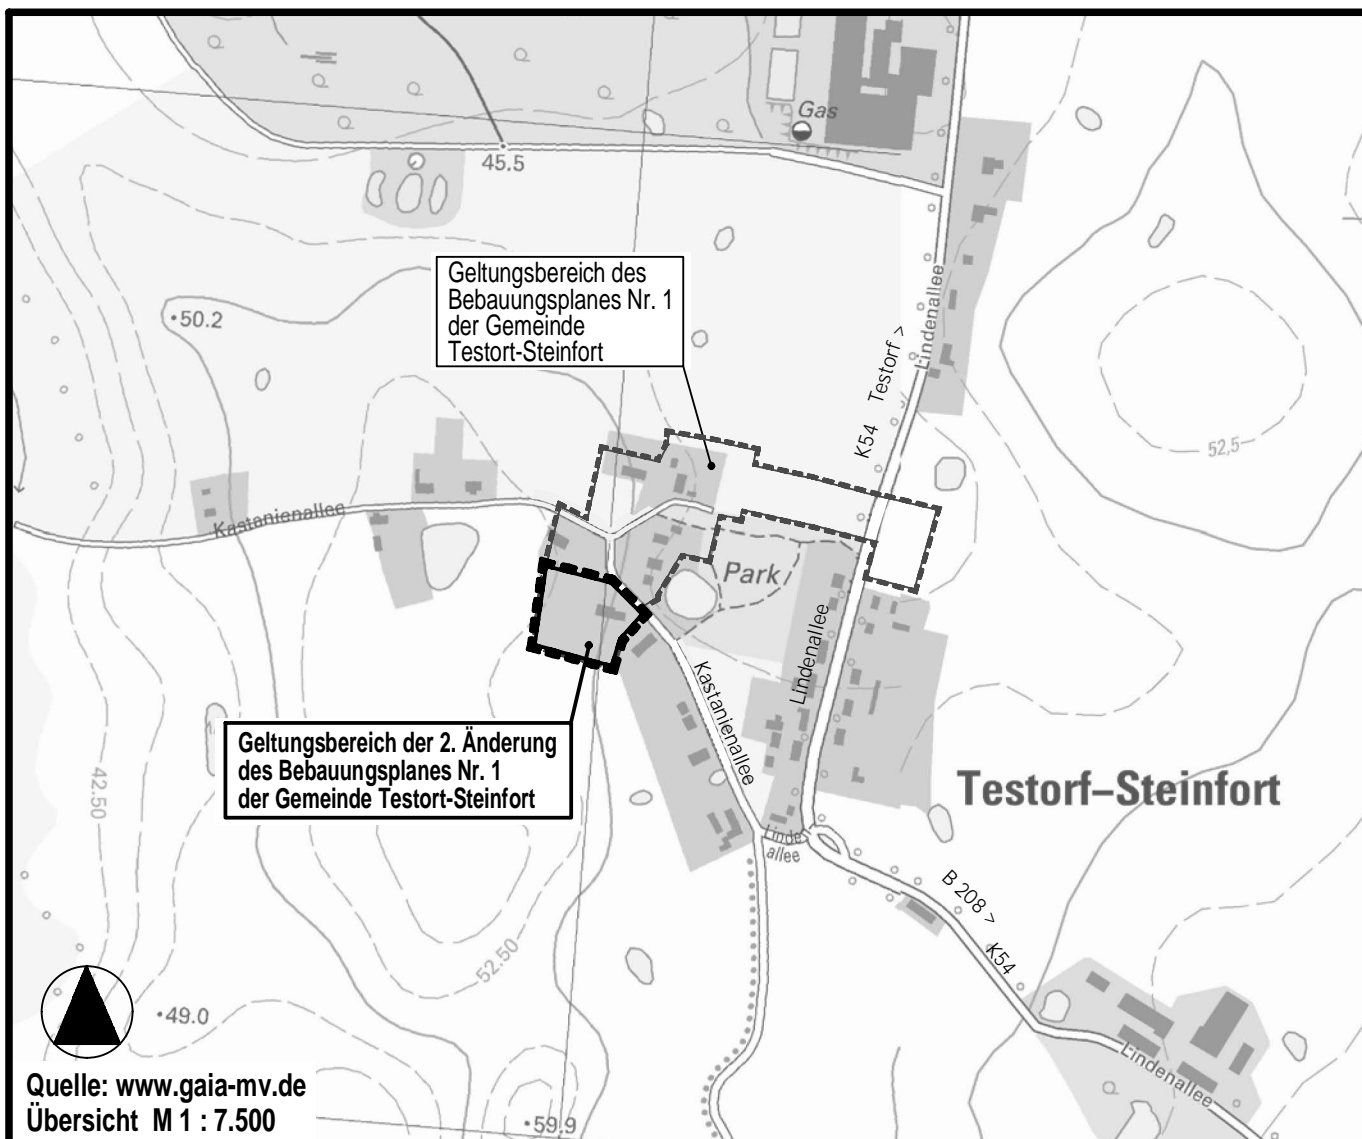 Gas
45.5
Geltungsbereich des
Bebauungsplanes Nr. 1
der Gemeinde
Testort-Steinfort
50.2
Lindenallee
K54 Testorf >
52,5
Kastanienallee
Park
Lindenallee
Kastanienallee
Geltungsbereich der 2. Änderung
des Bebauungsplanes Nr. 1
der Gemeinde Testort-Steinfort
42.50
Testorf-Steinfort
Linde
allee
B 208 >
K54
52.50
49.0
Lindenallee
Quelle: www.gaia-mv.de
Übersicht M 1 : 7.500
59.9